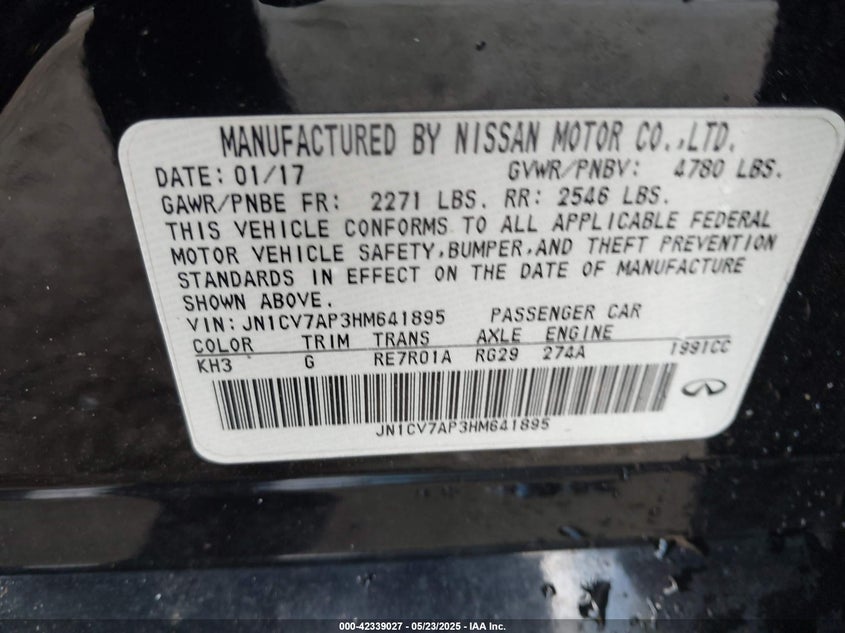 MANUFACTURED BY NISSAN MOTOR CO.,LTD.
DATE: 01/17 GVWR/PNBV: 4780 LBS.
GAWR/PNBE FR: 2271 LBS. RR: 2546 LBS.
THIS VEHICLE CONFORMS TO ALL APPLICABLE FEDERAL
MOTOR VEHICLE SAFETY,BUMPER,AND THEFT PREVENTION
STANDARDS IN EFFECT ON THE DATE OF MANUFACTURE
SHOWN ABOVE.
VIN: JN1CV7AP3HM641895 PASSENGER CAR
COLOR TRIM TRANS AXLE ENGINE
KH3 G RE7R01A RG29 274A 1991CC
JN1CV7AP3HM641895
000-42339027 - 05/23/2025 - IAA Inc.